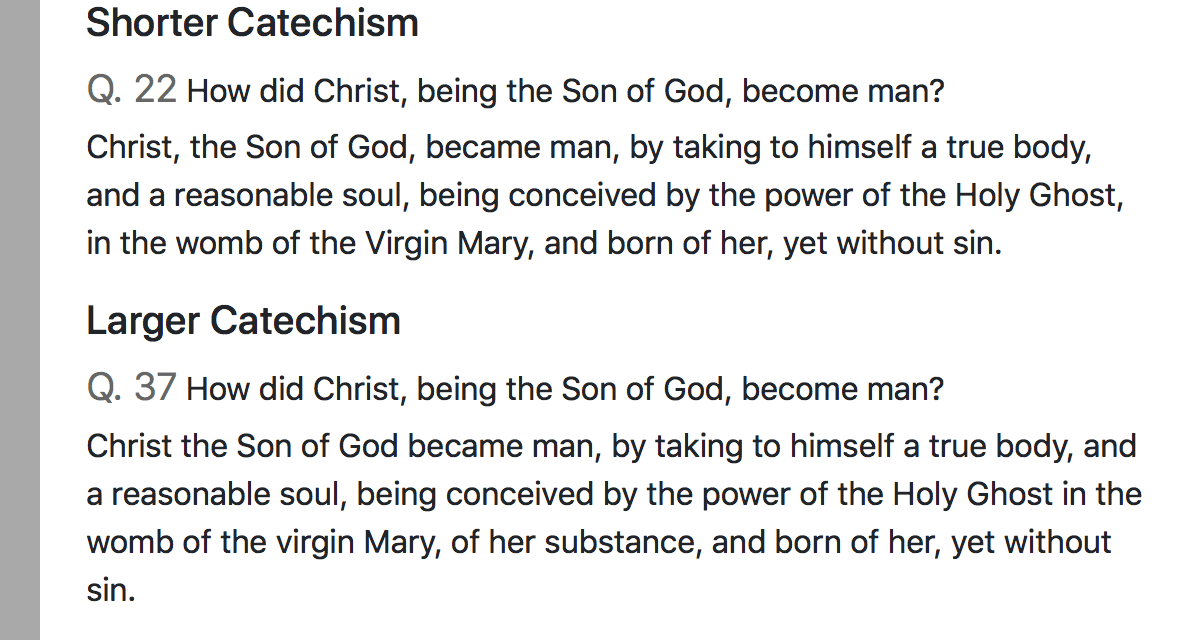 Shorter Catechism
Q. 22 How did Christ, being the Son of God, become man?
Christ, the Son of God, became man, by taking to himself a true body,
and a reasonable soul, being conceived by the power of the Holy Ghost,
in the womb of the Virgin Mary, and born of her, yet without sin.
Larger Catechism
Q. 37 How did Christ, being the Son of God, become man?
Christ the Son of God became man, by taking to himself a true body, and
a reasonable soul, being conceived by the power of the Holy Ghost in the
womb of the virgin Mary, of her substance, and born of her, yet without
sin.